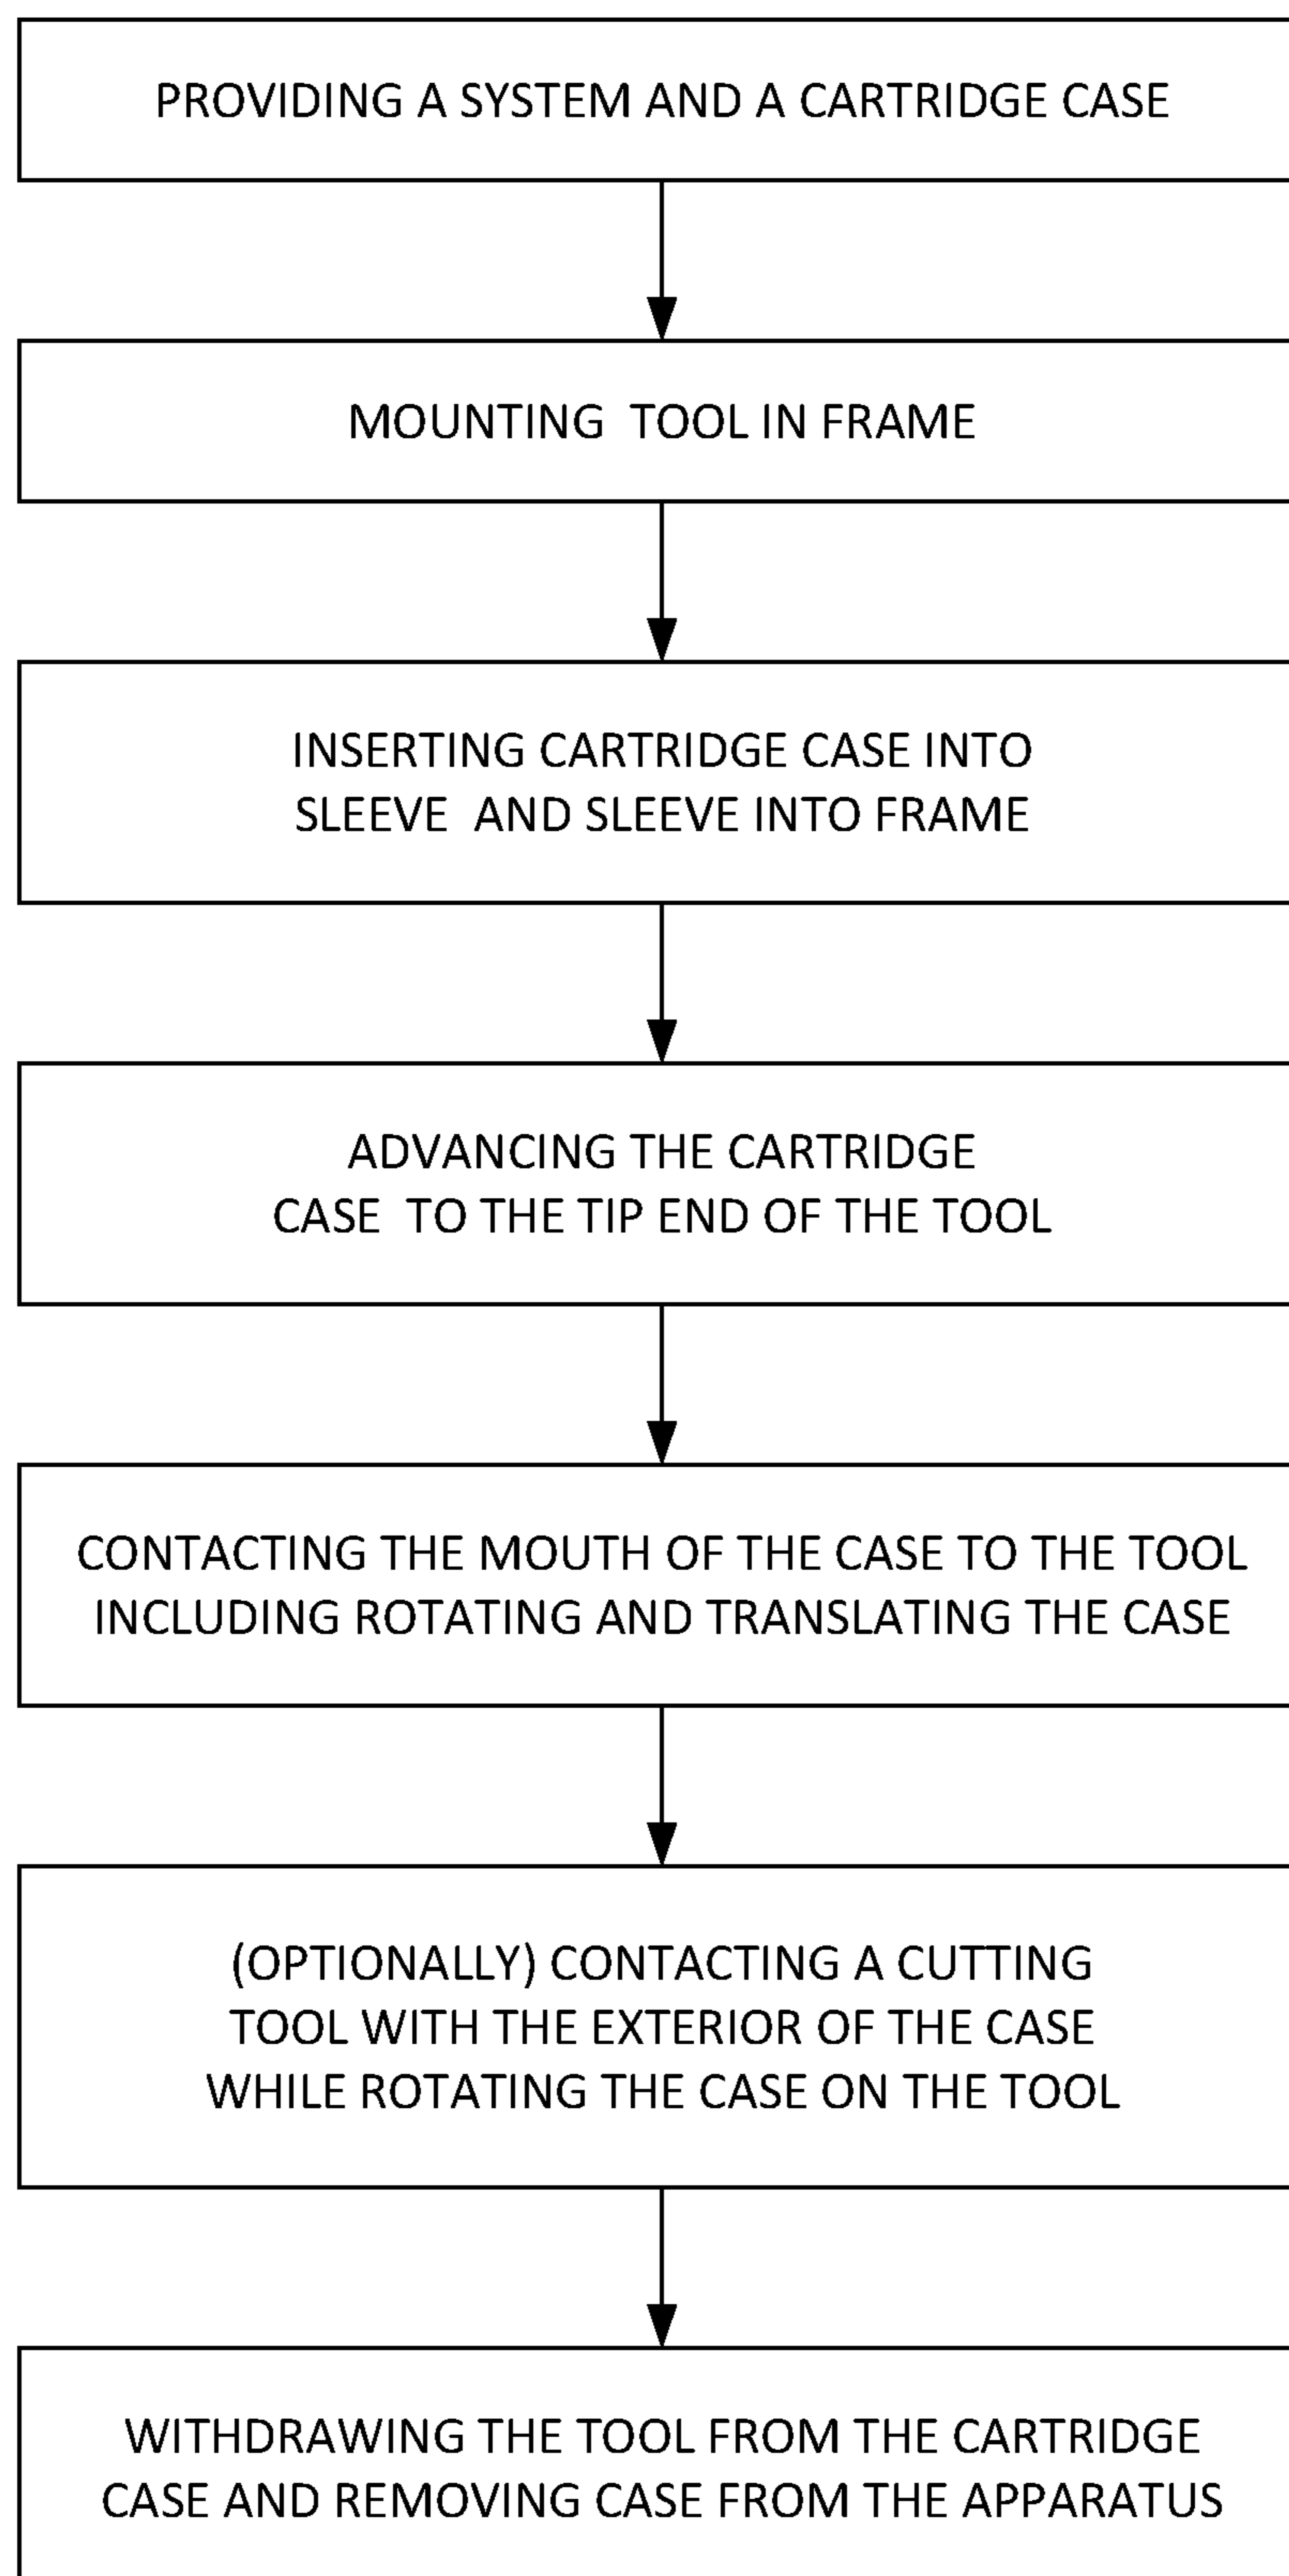 PROVIDING A SYSTEM AND A CARTRIDGE CASE
MOUNTING TOOL IN FRAME
INSERTING CARTRIDGE CASE INTO
SLEEVE AND SLEEVE INTO FRAME
ADVANCING THE CARTRIDGE
CASE TO THE TIP END OF THE TOOL
CONTACTING THE MOUTH OF THE CASE TO THE TOOL
INCLUDING ROTATING AND TRANSLATING THE CASE
(OPTIONALLY) CONTACTING A CUTTING
TOOL WITH THE EXTERIOR OF THE CASE
WHILE ROTATING THE CASE ON THE TOOL
WITHDRAWING THE TOOL FROM THE CARTRIDGE
CASE AND REMOVING CASE FROM THE APPARATUS